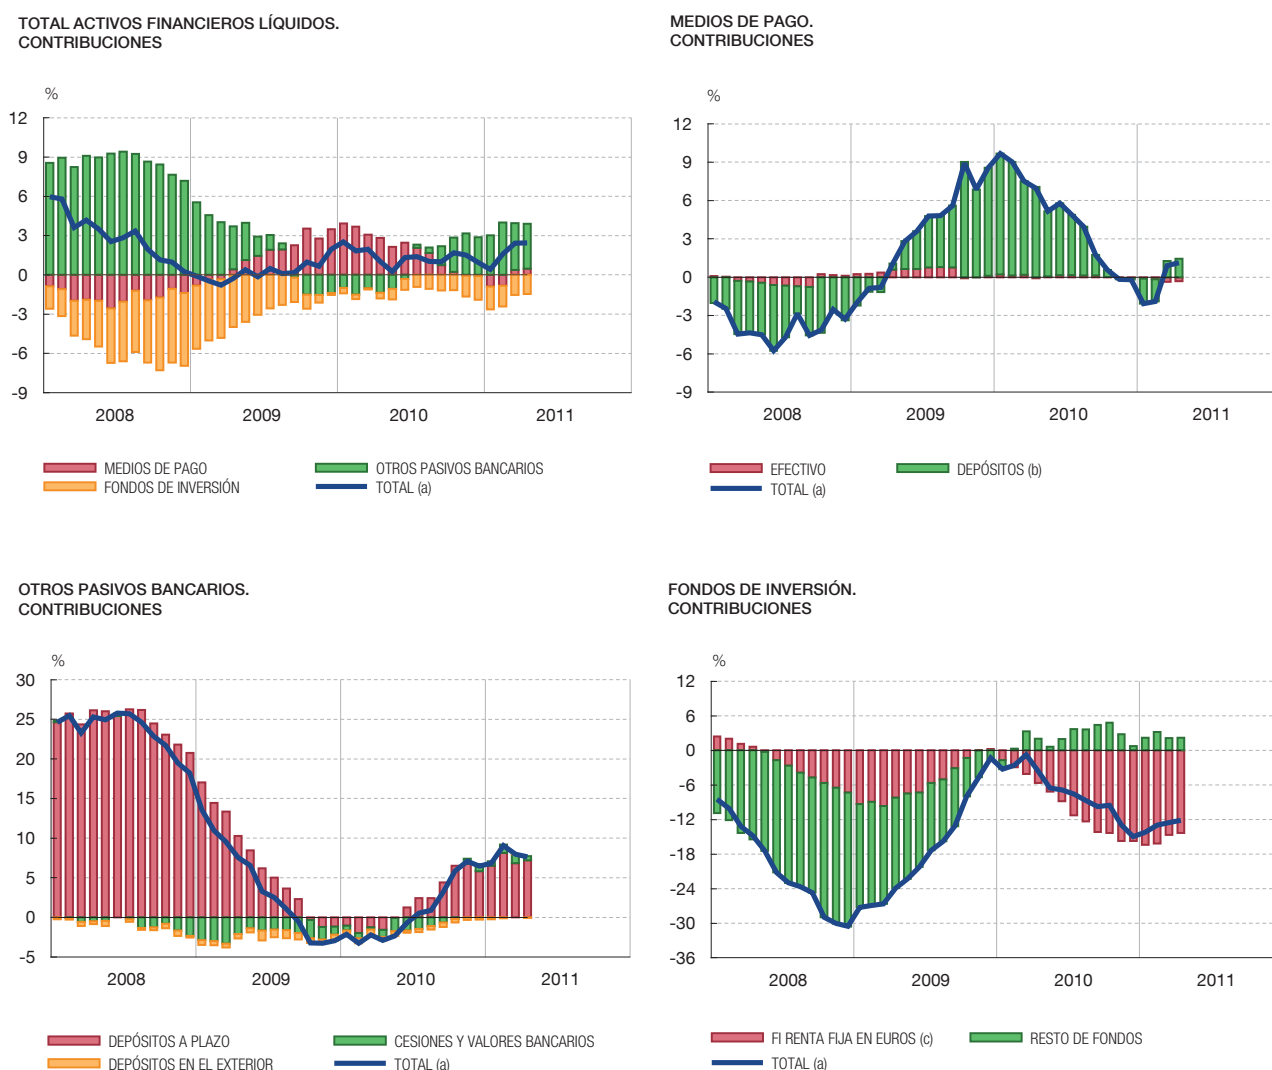 TOTAL ACTIVOS FINANCIEROS LÍQUIDOS.
CONTRIBUCIONES
%
12
9
6
3
0
-3
-6
-9
2008
2009
2010
2011
MEDIOS DE PAGO
OTROS PASIVOS BANCARIOS
FONDOS DE INVERSIÓN
TOTAL (a)
MEDIOS DE PAGO.
CONTRIBUCIONES
%
12
9
6
3
0
-3
-6
-9
2008
2009
2010
2011
EFECTIVO
DEPÓSITOS (b)
TOTAL (a)
OTROS PASIVOS BANCARIOS.
CONTRIBUCIONES
%
30
25
20
15
10
5
0
-5
2008
2009
2010
2011
DEPÓSITOS A PLAZO
CESIONES Y VALORES BANCARIOS
DEPÓSITOS EN EL EXTERIOR
TOTAL (a)
FONDOS DE INVERSIÓN.
CONTRIBUCIONES
%
12
6
0
-6
-12
-18
-24
-30
-36
2008
2009
2010
2011
FI RENTA FIJA EN EUROS (c)
RESTO DE FONDOS
TOTAL (a)